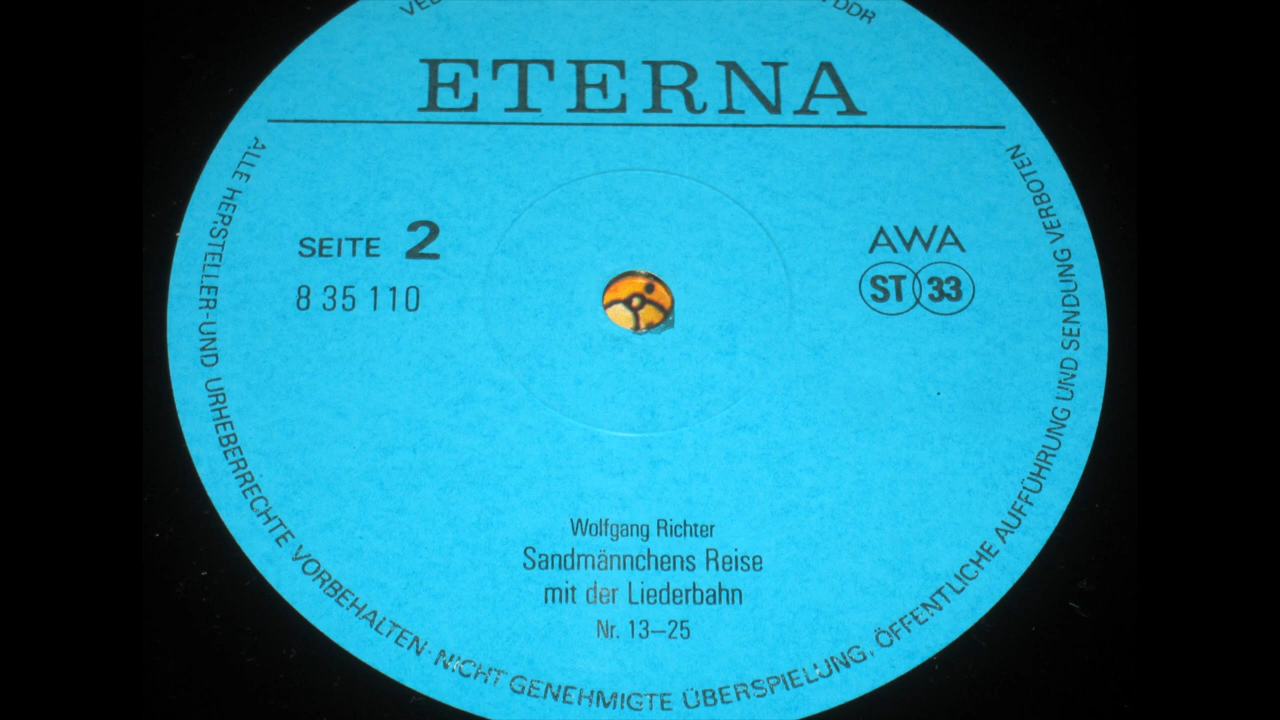 DDR
ETERNA
SEITE 2
8 35 110
AWA
ST 33
Wolfgang Richter
Sandmännchens Reise
mit der Liederbahn
Nr. 13–25
ALLE HERSTELLER-UND URHEBERRECHTE VORBEHALTEN · NICHT GENEHMIGTE ÜBERSPIELUNG, ÖFFENTLICHE AUFFÜHRUNG UND SENDUNG VERBOTEN